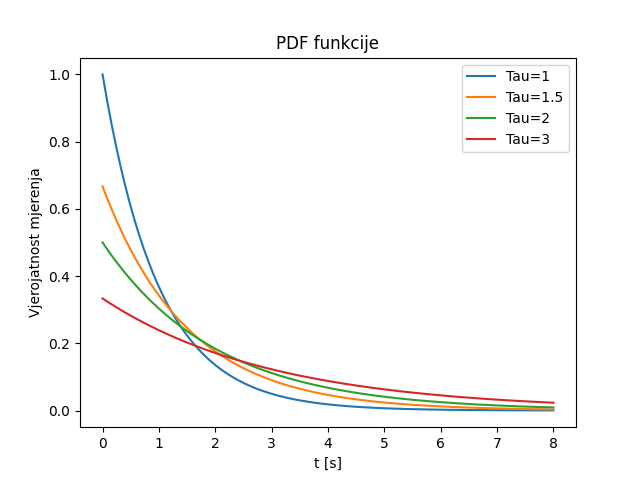 PDF funkcije
Tau=1
Tau=1.5
Tau=2
Tau=3
Vjerojatnost mjerenja
1.0
0.8
0.6
0.4
0.2
0.0
0 1 2 3 4 5 6 7 8
t [s]